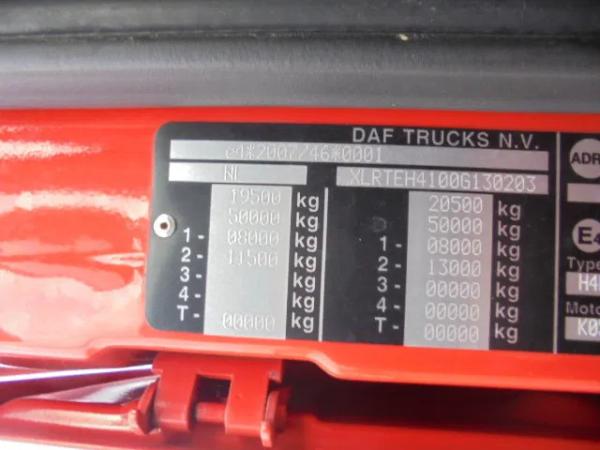 DAF TRUCKS N.V.
e4*2007/46*0001
NL XLRTEH4100G130203
19500 kg 20500 kg
50000 kg 50000 kg
1 - 08000 kg 1 - 08000 kg
2 - 11500 kg 2 - 13000 kg
3 - kg 3 - 00000 kg
4 - kg 4 - 00000 kg
T - 00000 kg T - 00000 kg
ADR
E4
Type
H4
Moto
K0